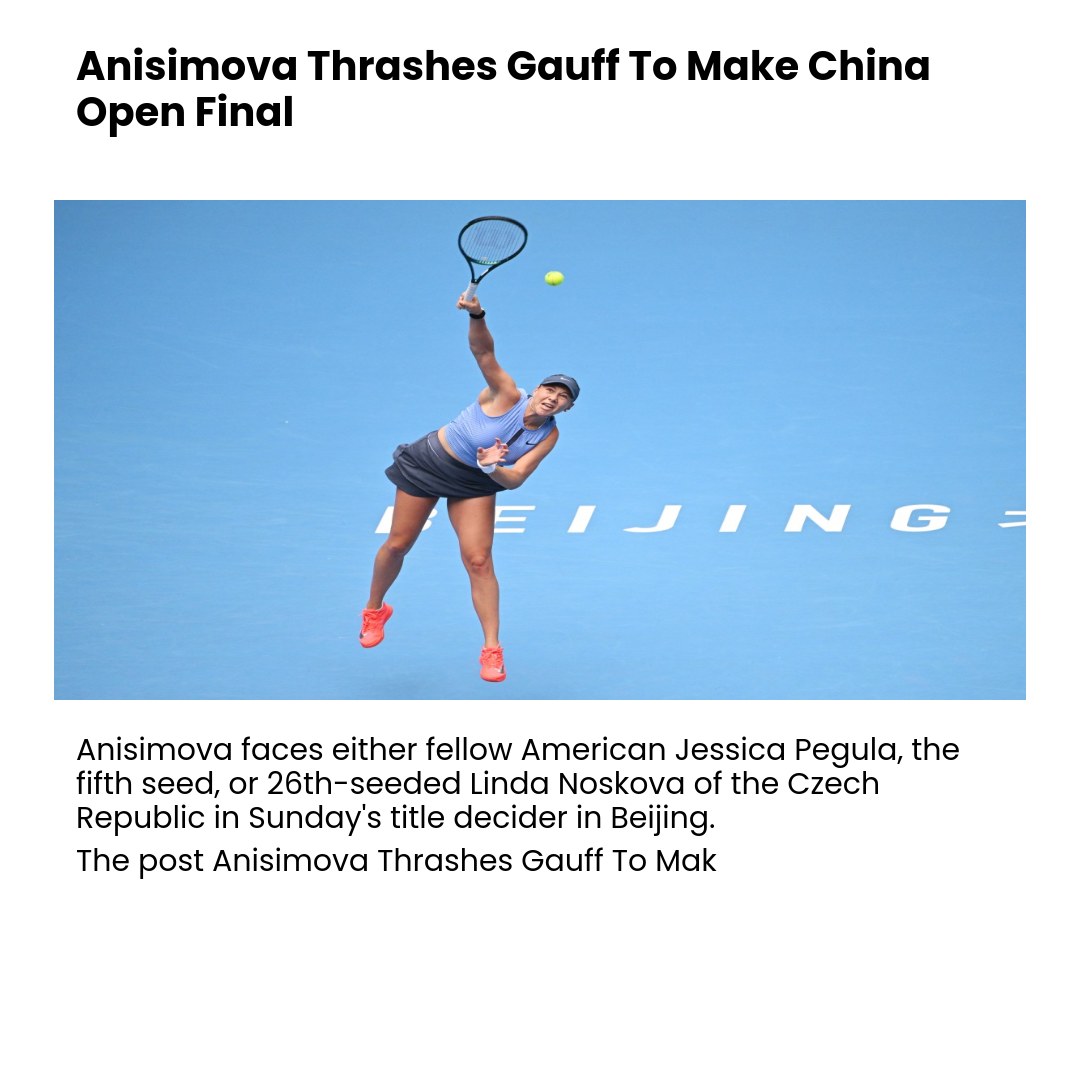 Anisimova Thrashes Gauff To Make China
Open Final
BEIJING
Anisimova faces either fellow American Jessica Pegula, the
fifth seed, or 26th-seeded Linda Noskova of the Czech
Republic in Sunday's title decider in Beijing.
The post Anisimova Thrashes Gauff To Mak